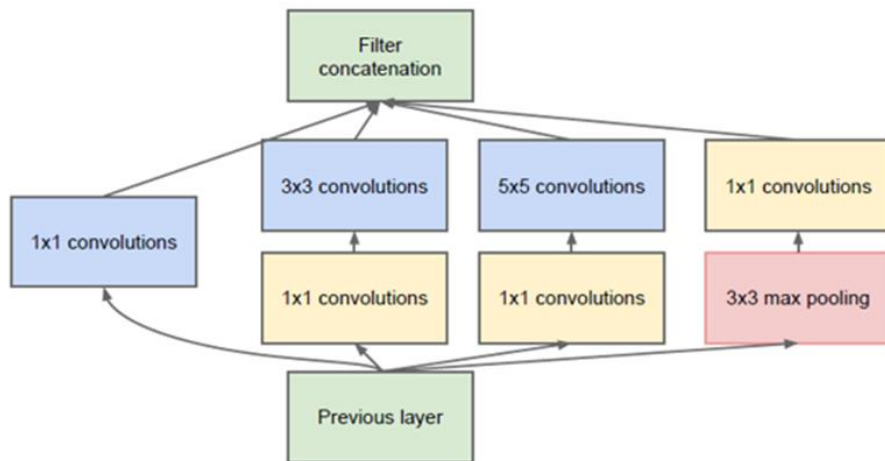 Filter
concatenation
3x3 convolutions
5x5 convolutions
1x1 convolutions
1x1 convolutions
1x1 convolutions
1x1 convolutions
3x3 max pooling
Previous layer